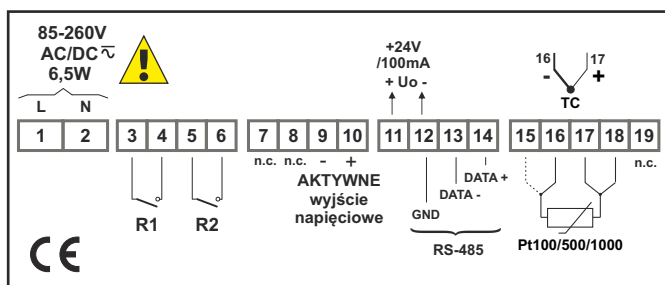 85-260V
AC/DC
6,5W
L N
+24V
/100mA
+ Uo -
16 17
- +
TC
1 2 3 4 5 6 7 8 9 10 11 12 13 14 15 16 17 18 19
n.c. n.c. - +
n.c.
R1 R2
AKTYWNE
wyjście
napięciowe
DATA +
DATA -
GND
RS-485
Pt100/500/1000
CE